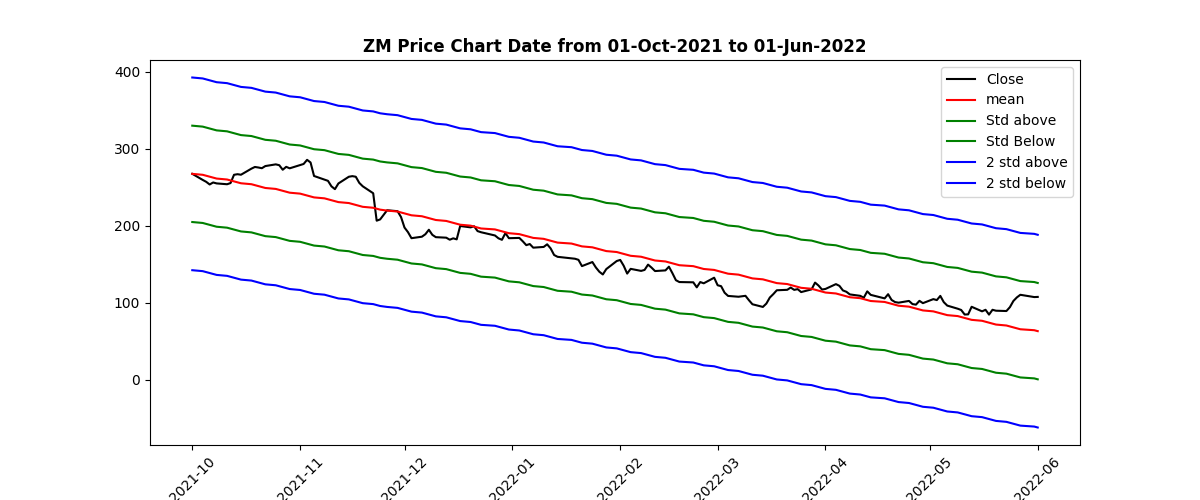 ZM Price Chart Date from 01-Oct-2021 to 01-Jun-2022
400
300
200
100
0
Close
mean
Std above
Std Below
2 std above
2 std below
2021-10
2021-11
2021-12
2022-01
2022-02
2022-03
2022-04
2022-05
2022-06